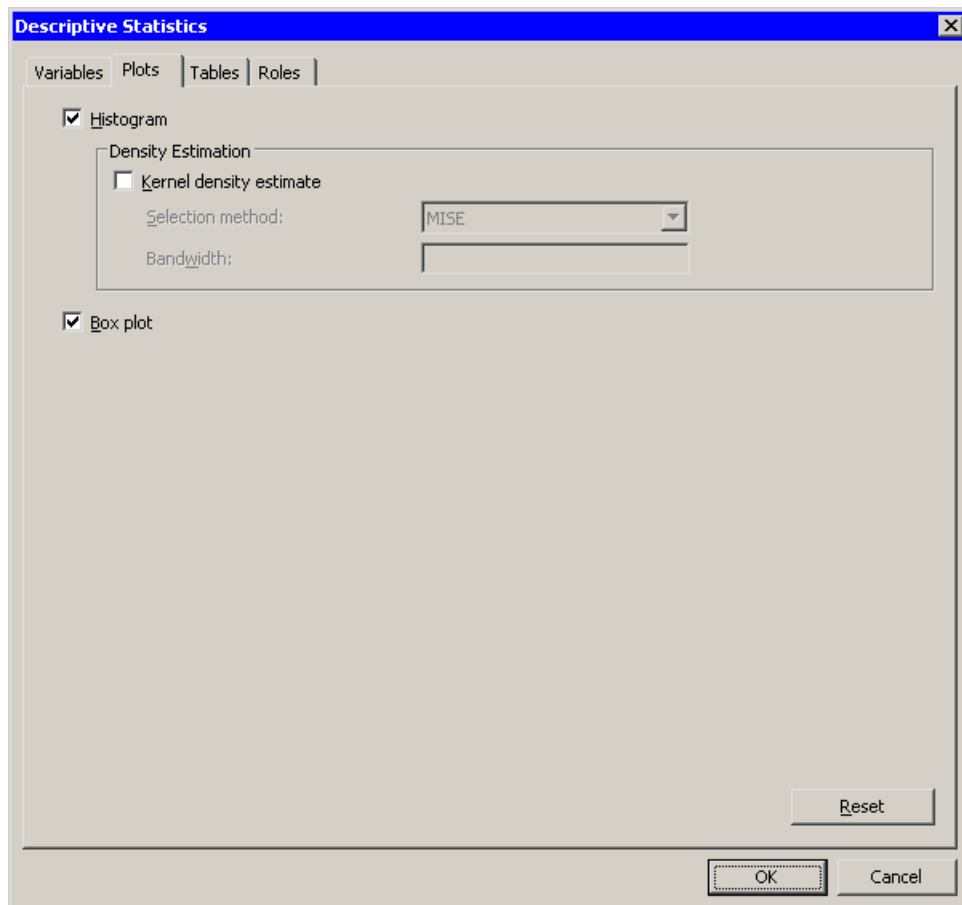 Descriptive Statistics
Variables Plots Tables Roles
Histogram
Density Estimation
Kernel density estimate
Selection method: MISE
Bandwidth:
Box plot
Reset
OK Cancel